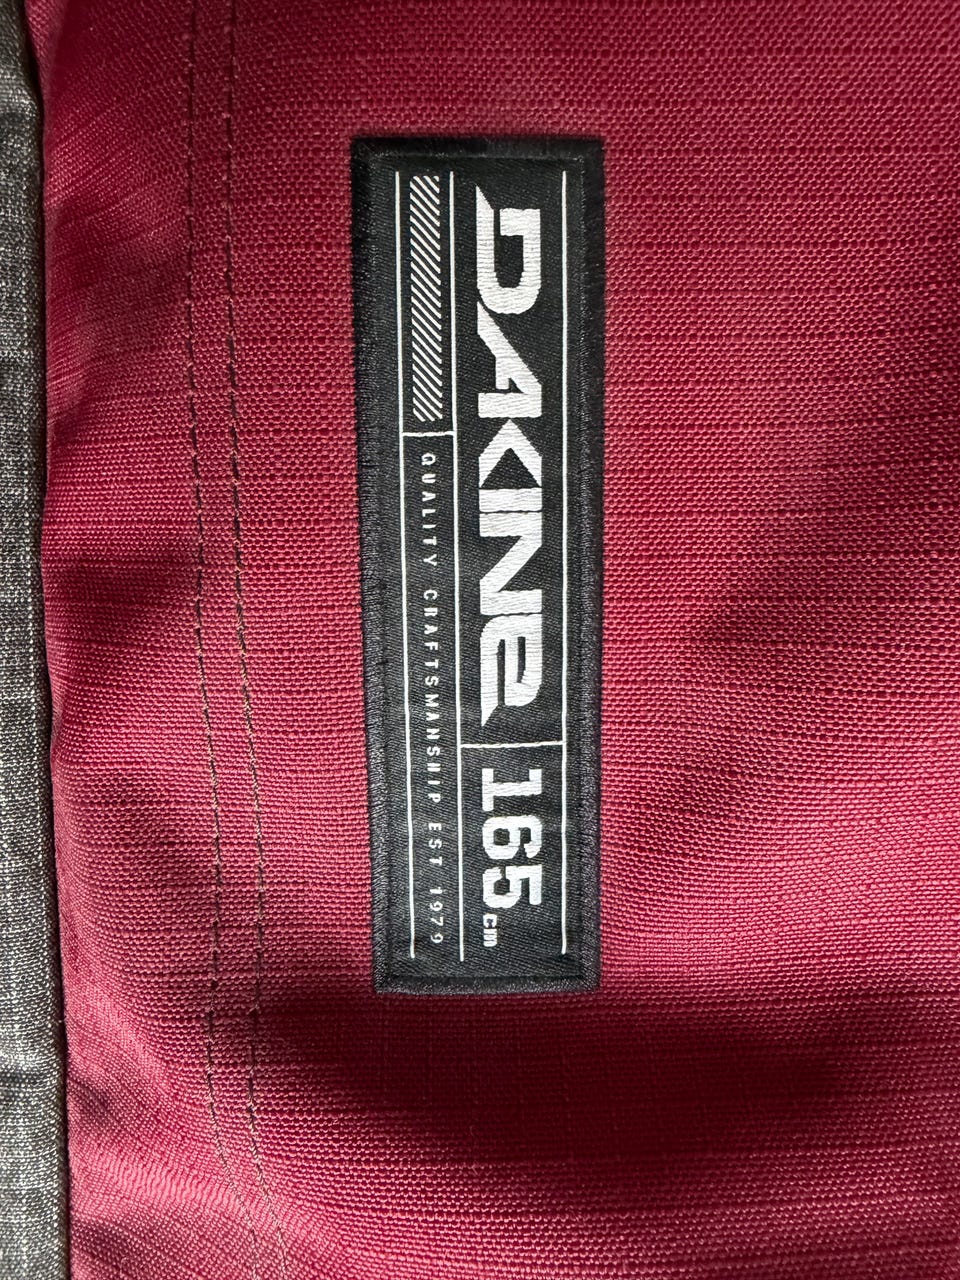 DAKINE 165cm
QUALITY CRAFTSMANSHIP EST 1979